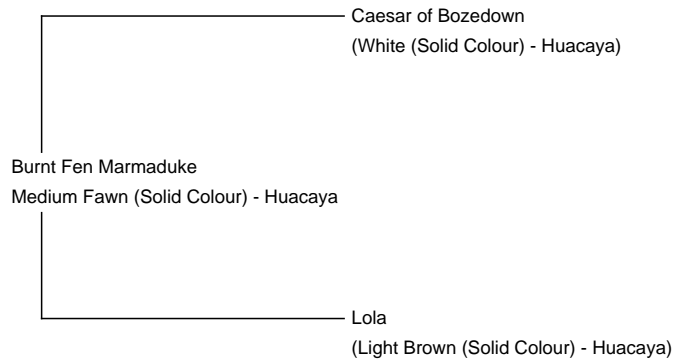 Caesar of Bozedown
(White (Solid Colour) - Huacaya)
Burnt Fen Marmaduke
Medium Fawn (Solid Colour) - Huacaya
Lola
(Light Brown (Solid Colour) - Huacaya)